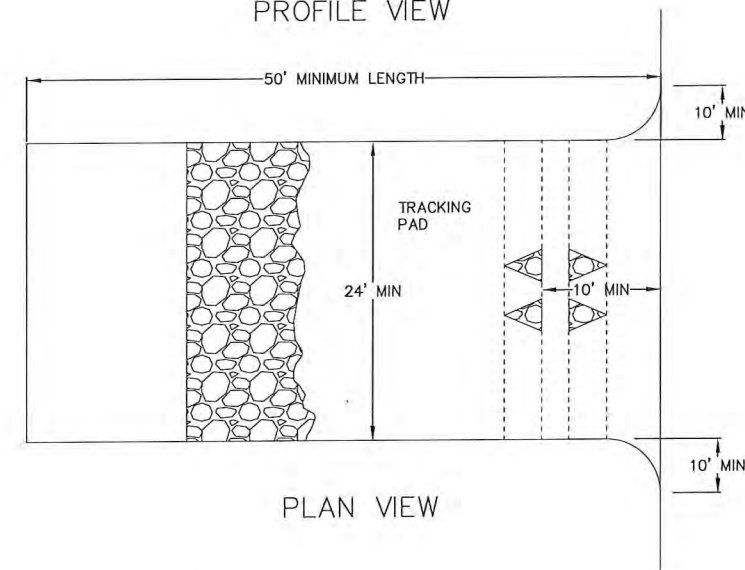 PROFILE VIEW
50' MINIMUM LENGTH
10' MIN
TRACKING
PAD
24' MIN
10' MIN
10' MIN
PLAN VIEW